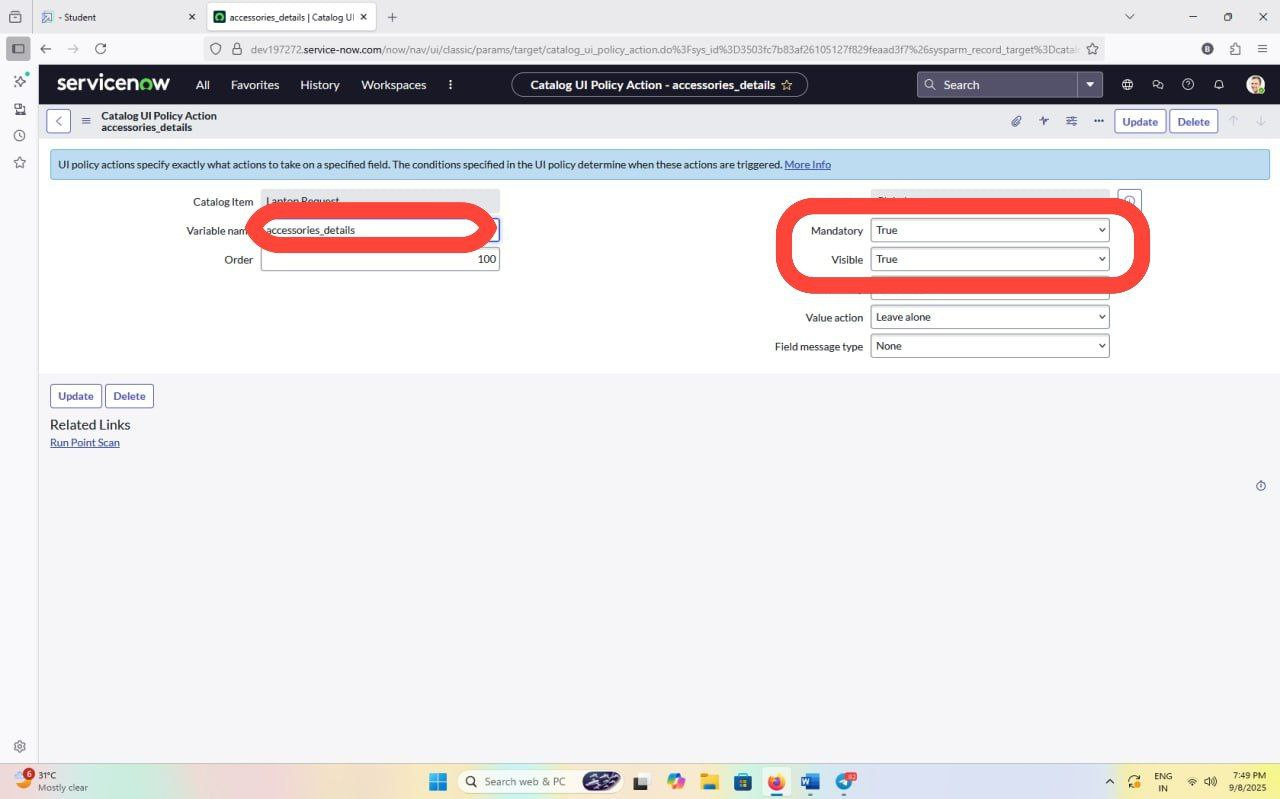 - Student
accessories_details | Catalog UI
dev197272.service-now.com/now/nav/ui/classic/params/target/catalog_ui_policy_action.do%3Fsys_id%3D3503fc7b83af26105127f829feaad3f7%26sysparm_record_target%3Dcatal
servicenow
All
Favorites
History
Workspaces
Catalog UI Policy Action - accessories_details
Search
Catalog UI Policy Action
accessories_details
Update
Delete
UI policy actions specify exactly what actions to take on a specified field. The conditions specified in the UI policy determine when these actions are triggered. More Info
Catalog Item
Laptop Request
Variable nam
accessories_details
Order
100
Mandatory
True
Visible
True
Value action
Leave alone
Field message type
None
Update
Delete
Related Links
Run Point Scan
6
31°C
Mostly clear
Search web & PC
ENG
IN
7:49 PM
9/8/2025